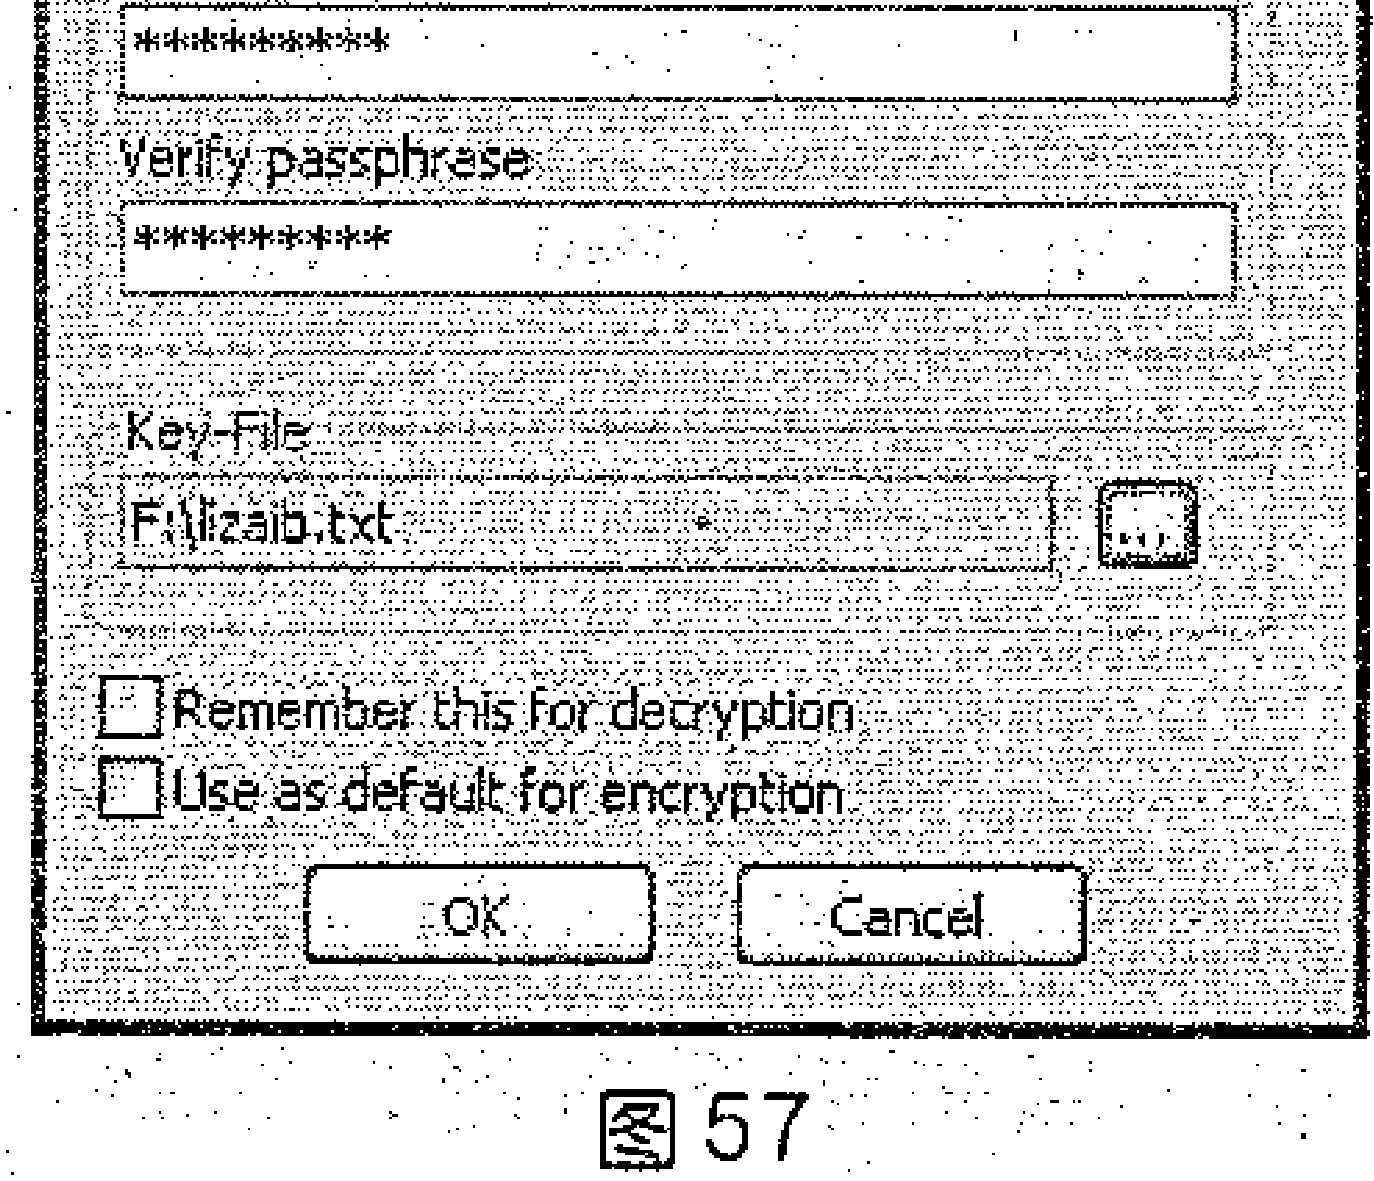 *********
Verify passphrase
*********
Key-File
F:\lizaib.txt
...
Remember this for decryption
Use as default for encryption
OK
Cancel
图 57